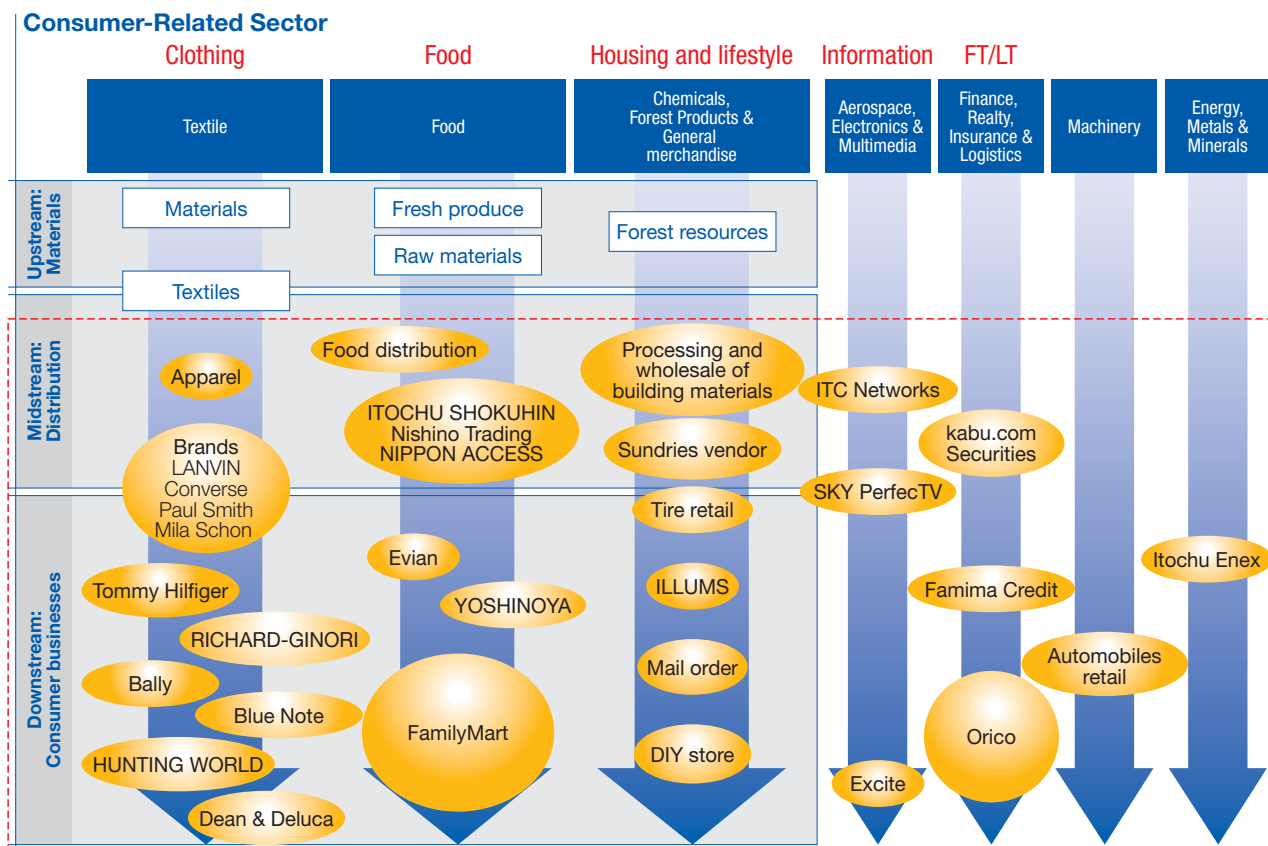 Consumer-Related Sector
Clothing
Food
Housing and lifestyle
Information
FT/LT
Textile
Food
Chemicals,
Forest Products &
General
merchandise
Aerospace,
Electronics &
Multimedia
Finance,
Realty,
Insurance &
Logistics
Machinery
Energy,
Metals &
Minerals
Upstream:
Materials
Materials
Textiles
Fresh produce
Raw materials
Forest resources
Midstream:
Distribution
Apparel
Brands
LANVIN
Converse
Paul Smith
Mila Schon
Food distribution
ITOCHU SHOKUHIN
Nishino Trading
NIPPON ACCESS
Processing and
wholesale of
building materials
Sundries vendor
ITC Networks
SKY PerfecTV
kabu.com
Securities
Downstream:
Consumer businesses
Tommy Hilfiger
RICHARD-GINORI
Bally
Blue Note
HUNTING WORLD
Dean & Deluca
Evian
YOSHINOYA
FamilyMart
Tire retail
ILLUMS
Mail order
DIY store
Excite
Famima Credit
Orico
Automobiles
retail
Itochu Enex